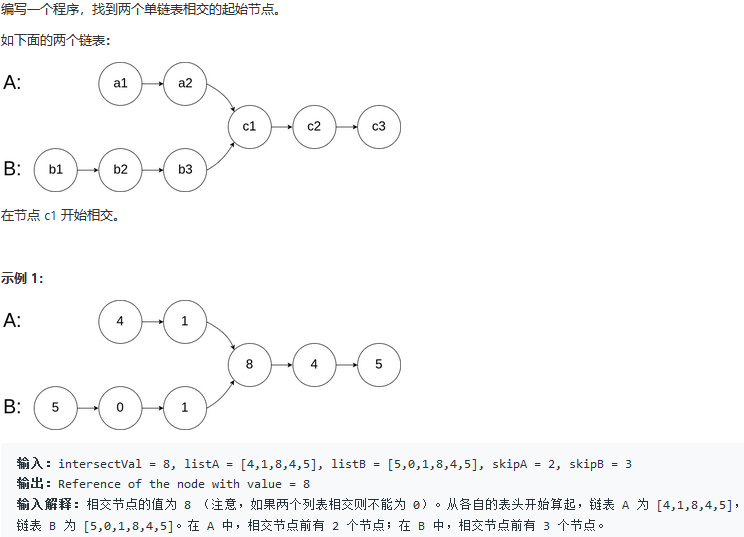 编写一个程序，找到两个单链表相交的起始节点。
如下面的两个链表：
A: a1 a2
c1 c2 c3
B: b1 b2 b3
在节点 c1 开始相交。
示例 1：
A: 4 1
8 4 5
B: 5 0 1
输入：intersectVal = 8, listA = [4,1,8,4,5], listB = [5,0,1,8,4,5], skipA = 2, skipB = 3
输出：Reference of the node with value = 8
输入解释：相交节点的值为 8 （注意，如果两个列表相交则不能为 0）。从各自的表头开始算起，链表 A 为 [4,1,8,4,5]，
链表 B 为 [5,0,1,8,4,5]。在 A 中，相交节点前有 2 个节点；在 B 中，相交节点前有 3 个节点。